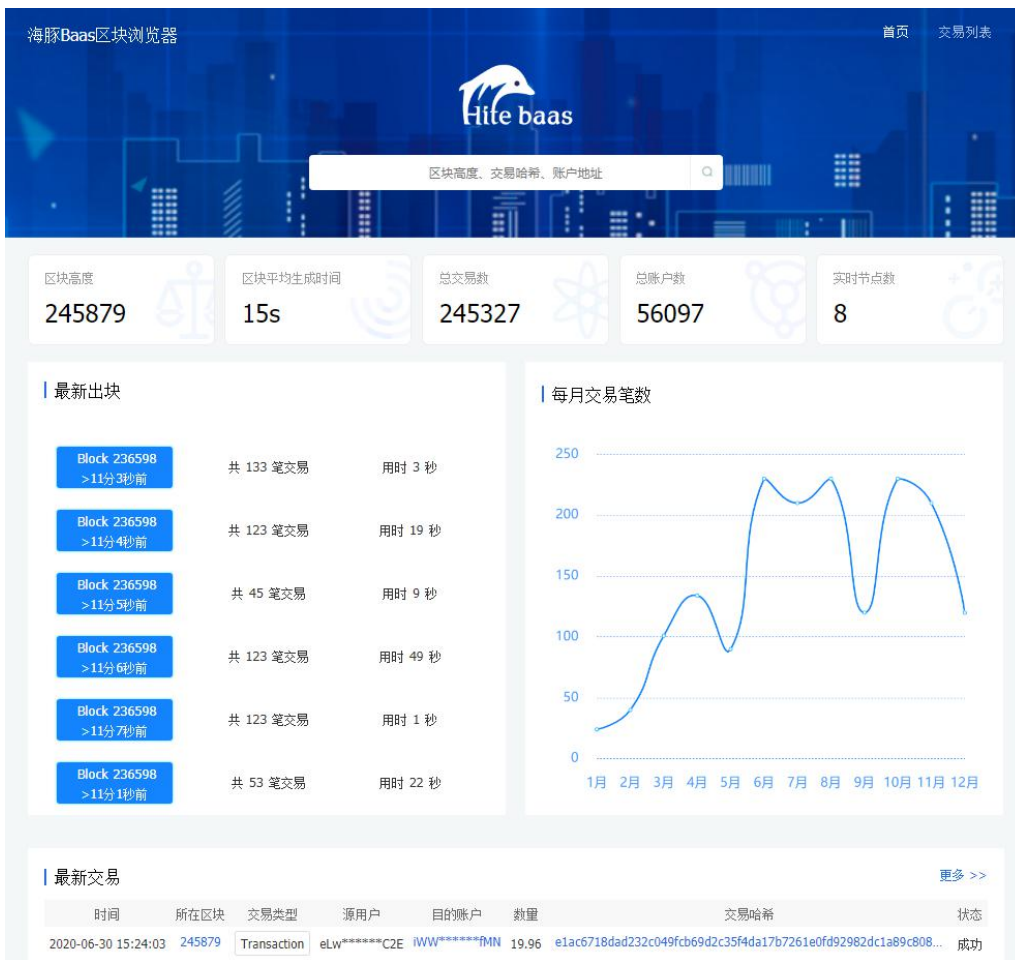 海豚Baas区块浏览器
首页 交易列表
Hite baas
区块高度、交易哈希、账户地址
区块高度 区块平均生成时间 总交易数 总账户数 实时节点数
245879 15s 245327 56097 8
最新出块
Block 236598
>11分3秒前
共 133 笔交易 用时 3 秒
Block 236598
>11分4秒前
共 123 笔交易 用时 19 秒
Block 236598
>11分5秒前
共 45 笔交易 用时 9 秒
Block 236598
>11分6秒前
共 123 笔交易 用时 49 秒
Block 236598
>11分7秒前
共 123 笔交易 用时 1 秒
Block 236598
>11分1秒前
共 53 笔交易 用时 22 秒
每月交易笔数
250
200
150
100
50
0
1月 2月 3月 4月 5月 6月 7月 8月 9月 10月 11月 12月
最新交易
更多 >>
时间 所在区块 交易类型 源用户 目的账户 数量 交易哈希 状态
2020-06-30 15:24:03 245879 Transaction eLw******C2E iWW******fMN 19.96 e1ac6718dad232c049fcb69d2c35f4da17b7261e0fd92982dc1a89c808... 成功